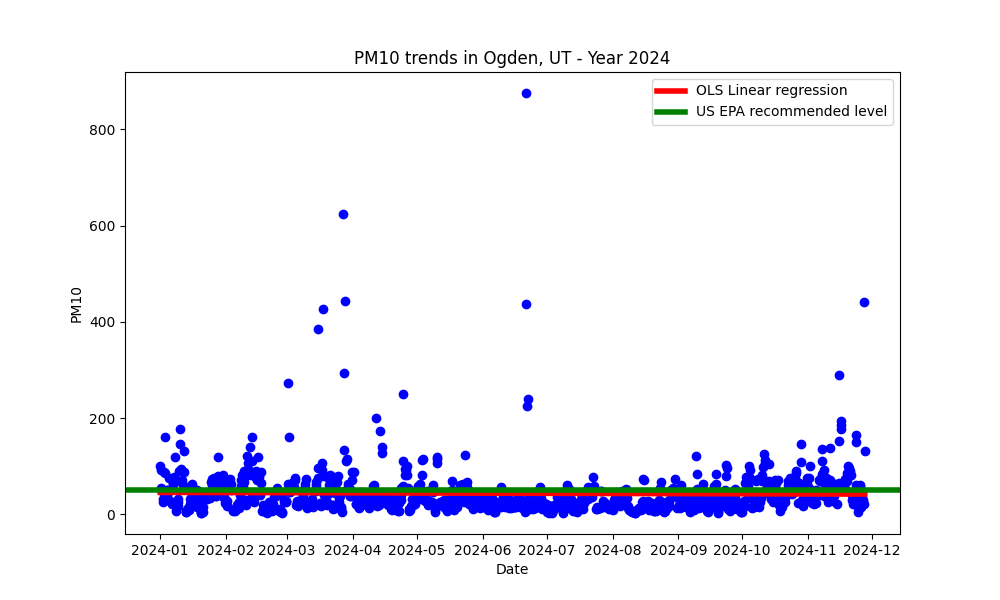 PM10 trends in Ogden, UT - Year 2024
OLS Linear regression
US EPA recommended level
800
600
400
200
0
PM10
2024-01 2024-02 2024-03 2024-04 2024-05 2024-06 2024-07 2024-08 2024-09 2024-10 2024-11 2024-12
Date